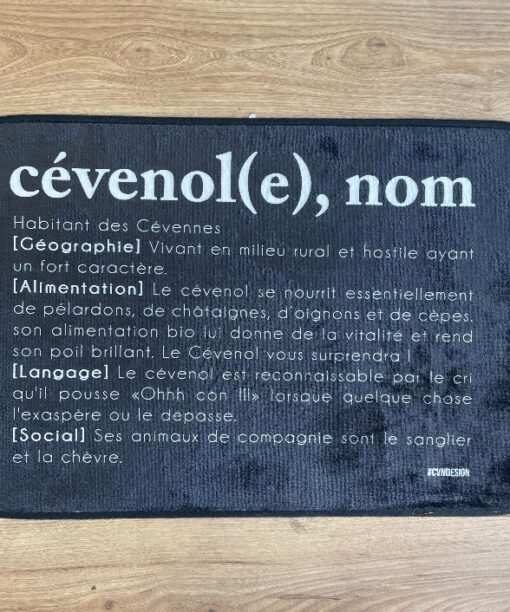 cévenol(e), nom
Habitant des Cévennes
[Géographie] Vivant en milieu rural et hostile ayant
un fort caractère.
[Alimentation] Le cévenol se nourrit essentiellement
de pélardons, de châtaignes, d'oignons et de cèpes,
son alimentation bio lui donne de la vitalité et rend
son poil brillant. Le Cévenol vous surprendra !
[Langage] Le cévenol est reconnaissable par le cri
qu'il pousse «Ohhh con !!!» lorsque quelque chose
l'exaspère ou le dépasse.
[Social] Ses animaux de compagnie sont le sanglier
et la chèvre.
#CVNDESIGN